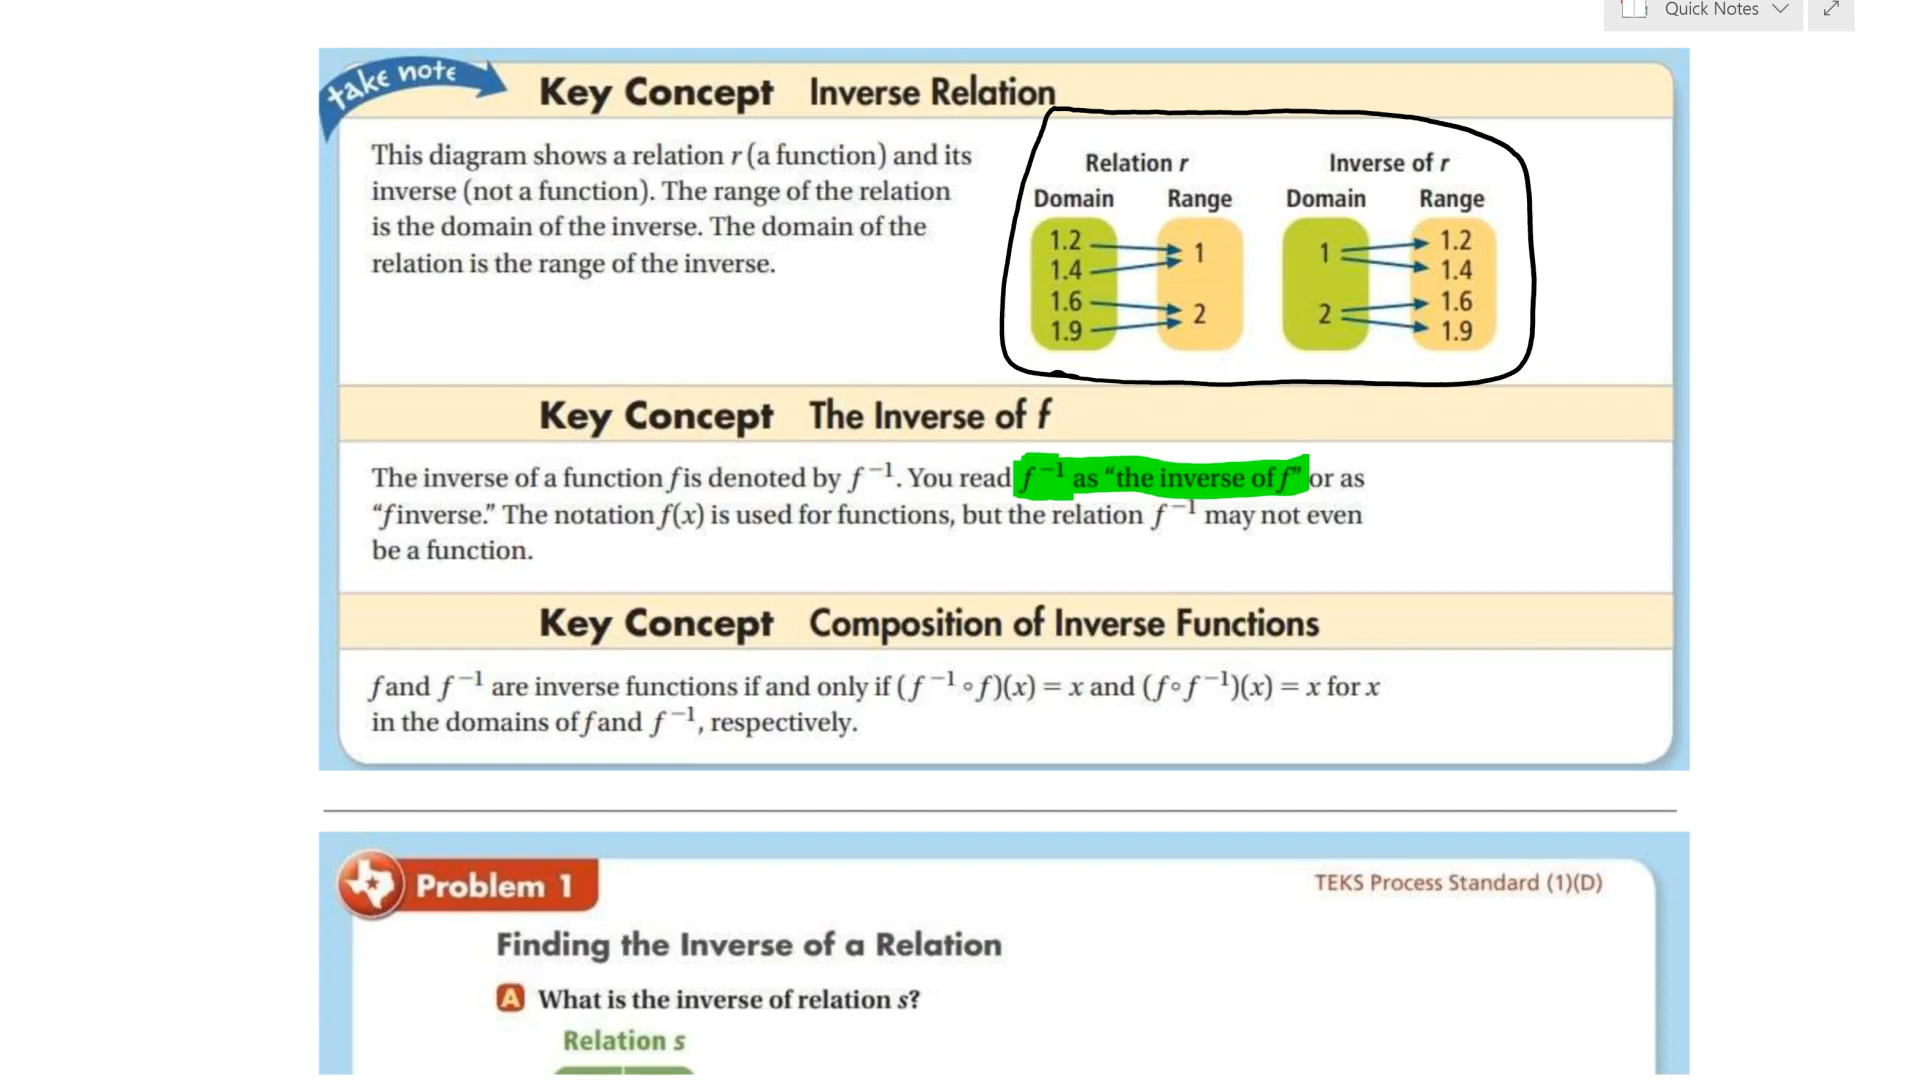 Quick Notes
take note
Key Concept Inverse Relation
This diagram shows a relation r (a function) and its
inverse (not a function). The range of the relation
is the domain of the inverse. The domain of the
relation is the range of the inverse.
Relation r Inverse of r
Domain Range Domain Range
1.2 1 1 1.2
1.4 1.4
1.6 2 2 1.6
1.9 1.9
Key Concept The Inverse of f
The inverse of a function f is denoted by f⁻¹. You read f⁻¹ as “the inverse of f” or as
“f inverse.” The notation f(x) is used for functions, but the relation f⁻¹ may not even
be a function.
Key Concept Composition of Inverse Functions
f and f⁻¹ are inverse functions if and only if (f⁻¹ ∘ f)(x) = x and (f ∘ f⁻¹)(x) = x for x
in the domains of f and f⁻¹, respectively.
Problem 1
TEKS Process Standard (1)(D)
Finding the Inverse of a Relation
A What is the inverse of relation s?
Relation s